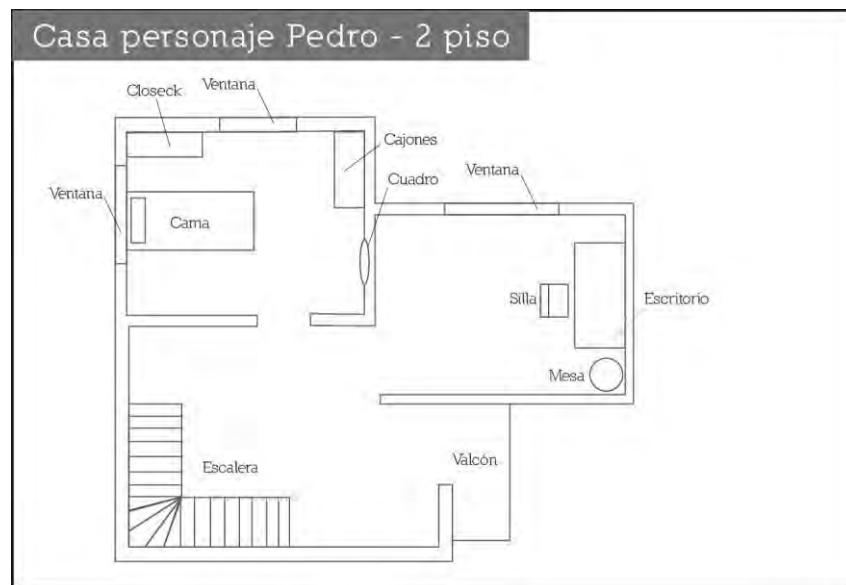 Casa personaje Pedro - 2 piso
Closeck
Ventana
Cajones
Cuadro
Ventana
Ventana
Cama
Silla
Escritorio
Mesa
Escalera
Valcón